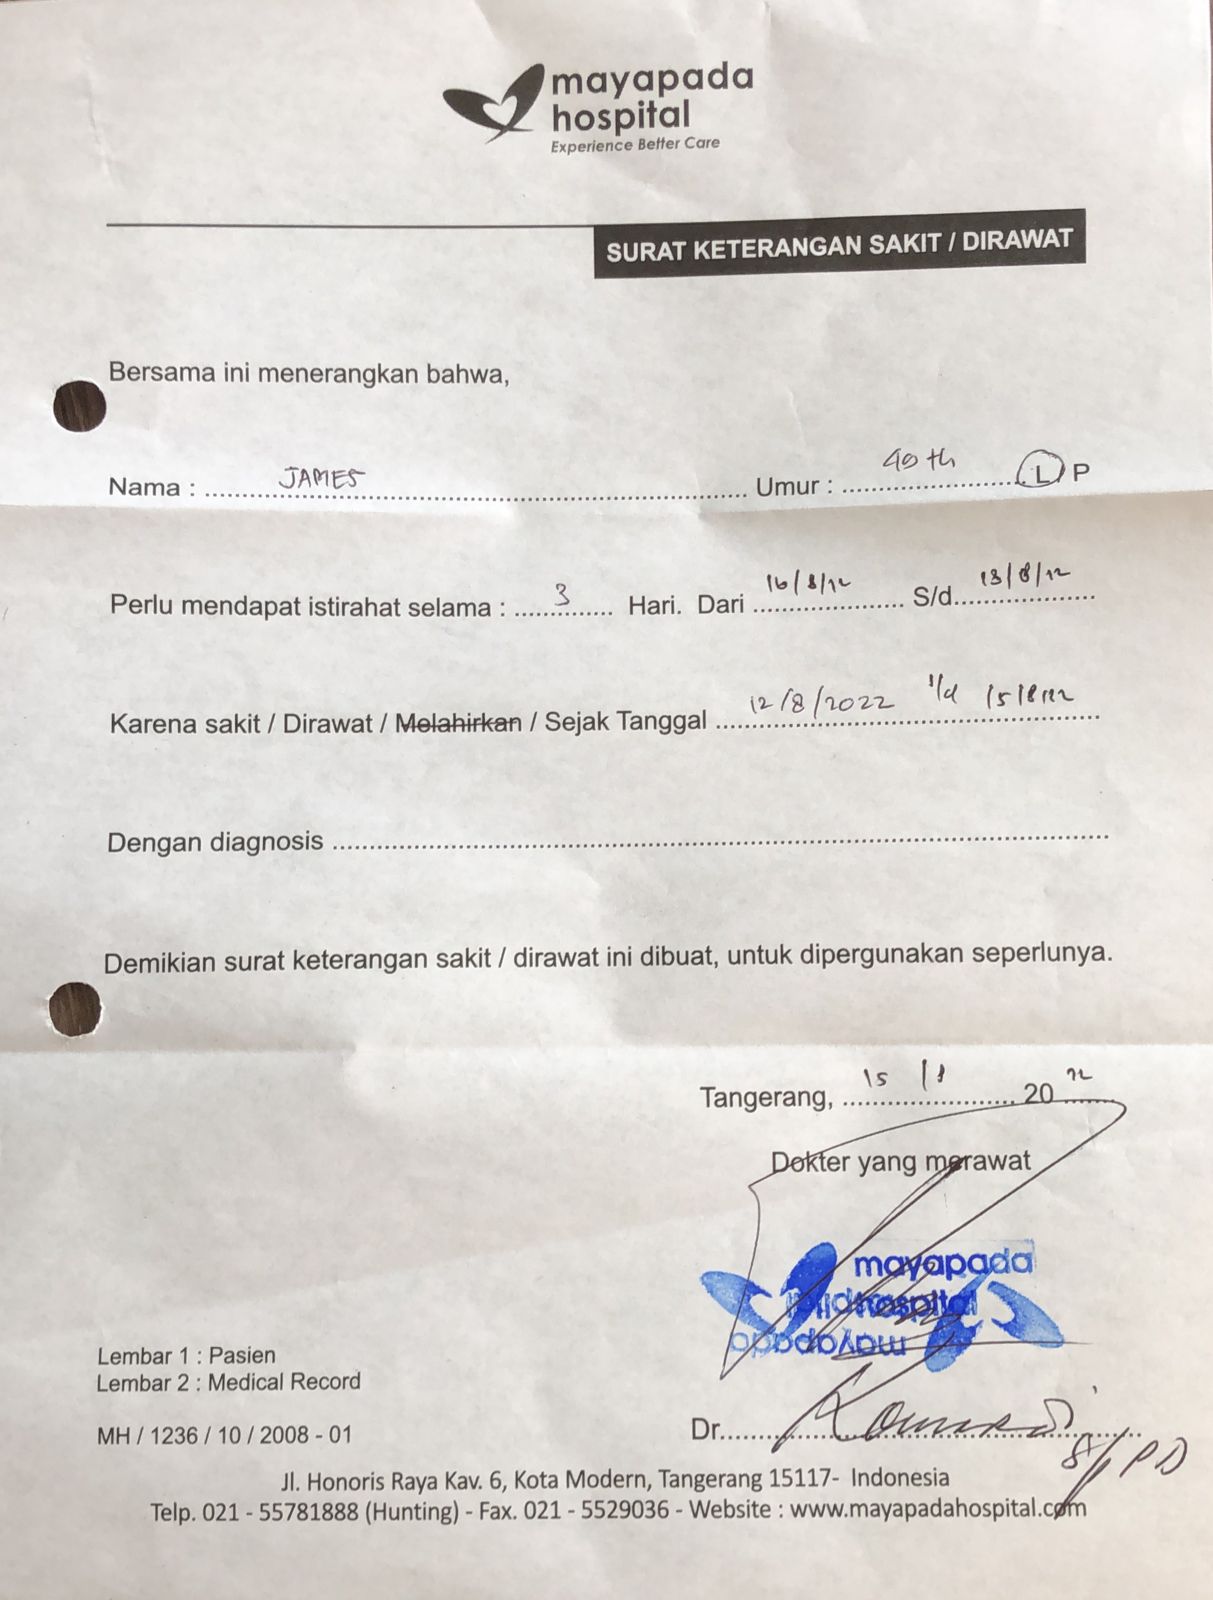 mayapada
hospital
Experience Better Care
SURAT KETERANGAN SAKIT / DIRAWAT
Bersama ini menerangkan bahwa,
Nama : JAMES Umur : 40 th L P
Perlu mendapat istirahat selama : 3 Hari. Dari 16/8/22 S/d 18/8/22
Karena sakit / Dirawat / Melahirkan / Sejak Tanggal 12/8/2022 s/d 15/8/22
Dengan diagnosis
Demikian surat keterangan sakit / dirawat ini dibuat, untuk dipergunakan seperlunya.
Tangerang, 15 / 8 20 22
Dokter yang merawat
mayapada
hospital
hospital
mayapada
Lembar 1 : Pasien
Lembar 2 : Medical Record
MH / 1236 / 10 / 2008 - 01
Dr. SpPD
Jl. Honoris Raya Kav. 6, Kota Modern, Tangerang 15117- Indonesia
Telp. 021 - 55781888 (Hunting) - Fax. 021 - 5529036 - Website : www.mayapadahospital.com